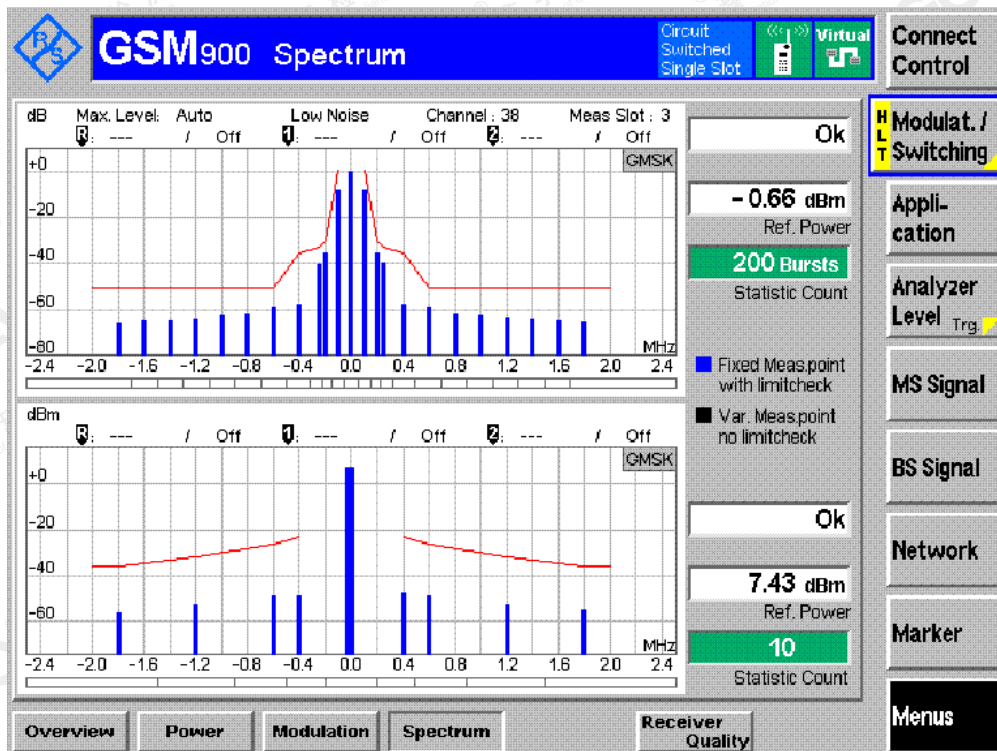 R S GSM900 Spectrum
Circuit Switched Single Slot
Virtual
Connect Control
dB Max. Level: Auto Low Noise Channel : 38 Meas Slot : 3
R : --- / Off 1 : --- / Off 2 : --- / Off
GMSK
+0
-20
-40
-60
-80
MHz
-2.4 -2.0 -1.6 -1.2 -0.8 -0.4 0.0 0.4 0.8 1.2 1.6 2.0 2.4
Ok
- 0.66 dBm
Ref. Power
200 Bursts
Statistic Count
Fixed Meas.point
with limitcheck
Var. Meas.point
no limitcheck
dBm
R : --- / Off 1 : --- / Off 2 : --- / Off
GMSK
+0
-20
-40
-60
MHz
-2.4 -2.0 -1.6 -1.2 -0.8 -0.4 0.0 0.4 0.8 1.2 1.6 2.0 2.4
Ok
7.43 dBm
Ref. Power
10
Statistic Count
HLT
Modulat. /
Switching
Appli-
cation
Analyzer
Level Trg.
MS Signal
BS Signal
Network
Marker
Menus
Overview Power Modulation Spectrum Receiver Quality